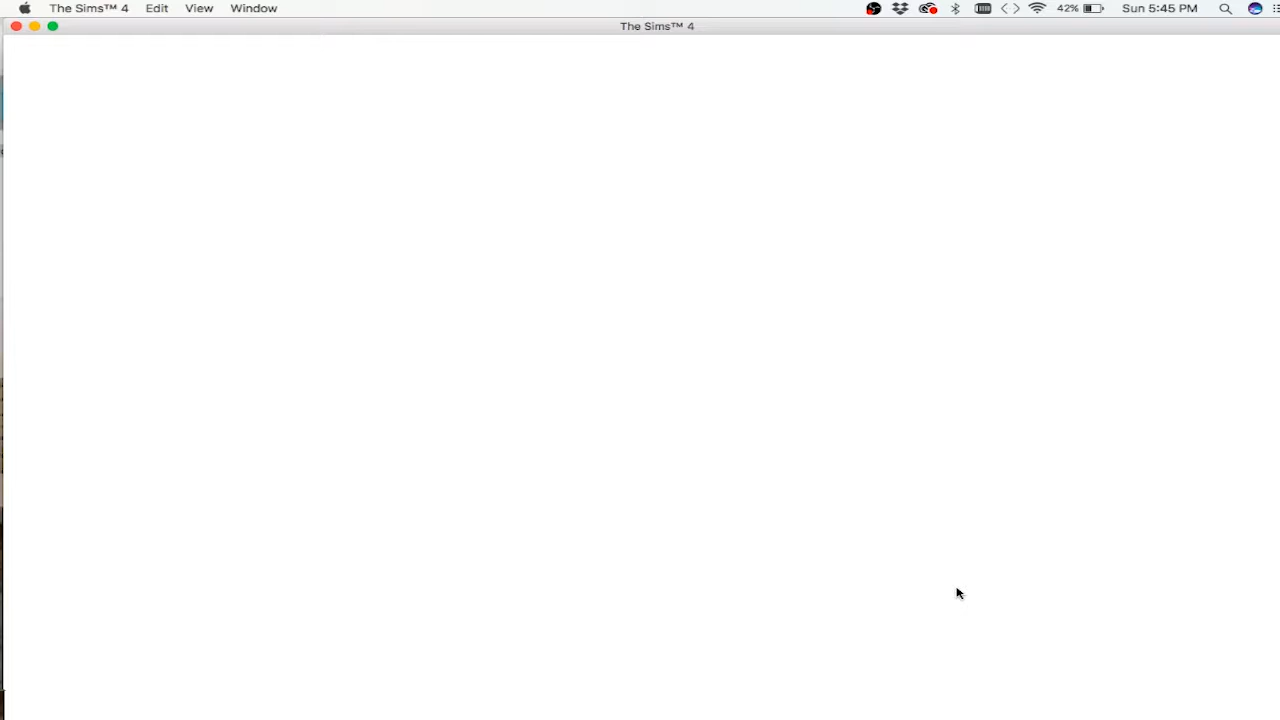 The Sims™ 4 Edit View Window 42% Sun 5:45 PM
The Sims™ 4